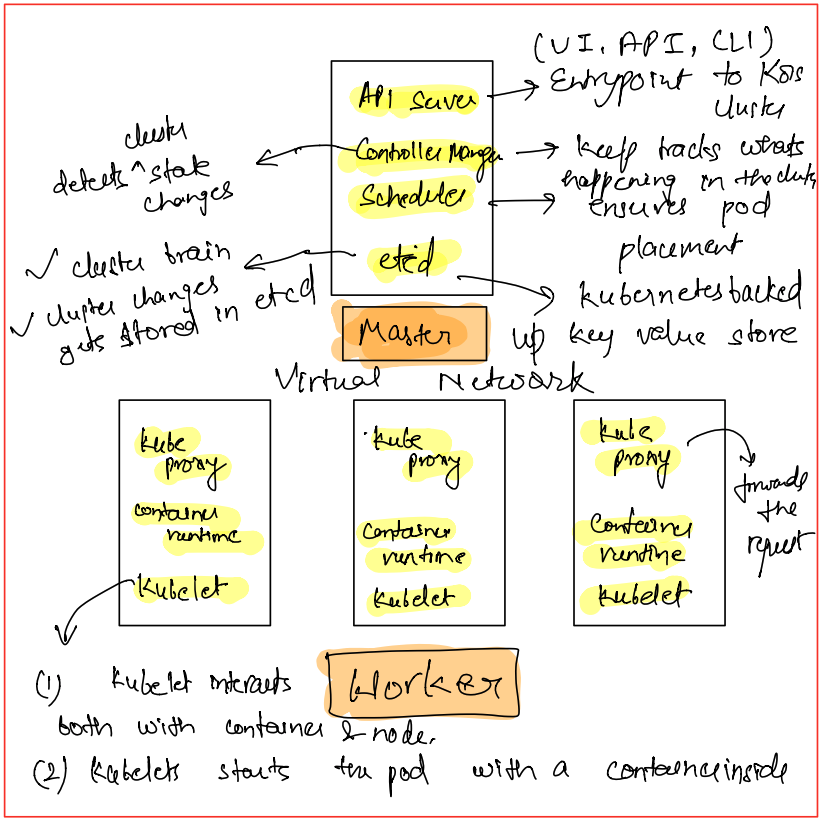 (UI, API, CLI)
API Server
Entrypoint to K8s
cluster
cluster
detects ^ state
changes
Controller Manger
keep tracks whats
happening in the clus
Scheduler
ensures pod
placement
✓ cluster brain
✓ cluster changes
gets stored in etcd
etcd
kubernetes backed
up key value store
Master
Virtual Network
Kube
proxy
container
runtime
Kubelet
Kube
proxy
Container
runtime
Kubelet
Kube
proxy
Container
runtime
Kubelet
forwards
the
request
Worker
(1) Kubelet interacts
both with container & node.
(2) Kubelets starts the pod with a container inside